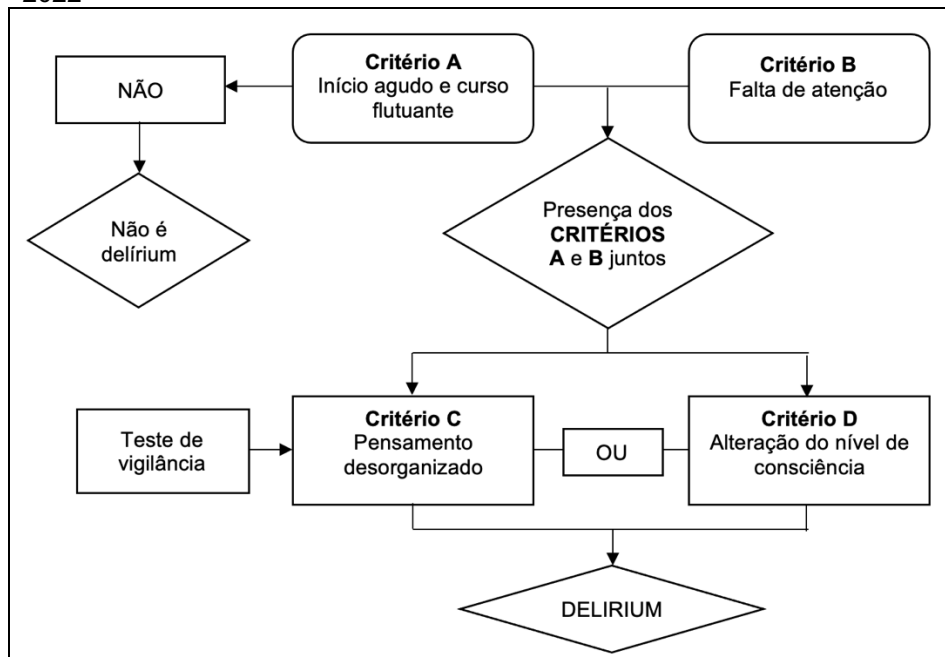 NÃO
Critério A
Início agudo e curso
flutuante
Critério B
Falta de atenção
Não é
delírium
Presença dos
CRITÉRIOS
A e B juntos
Teste de
vigilância
Critério C
Pensamento
desorganizado
OU
Critério D
Alteração do nível de
consciência
DELIRIUM